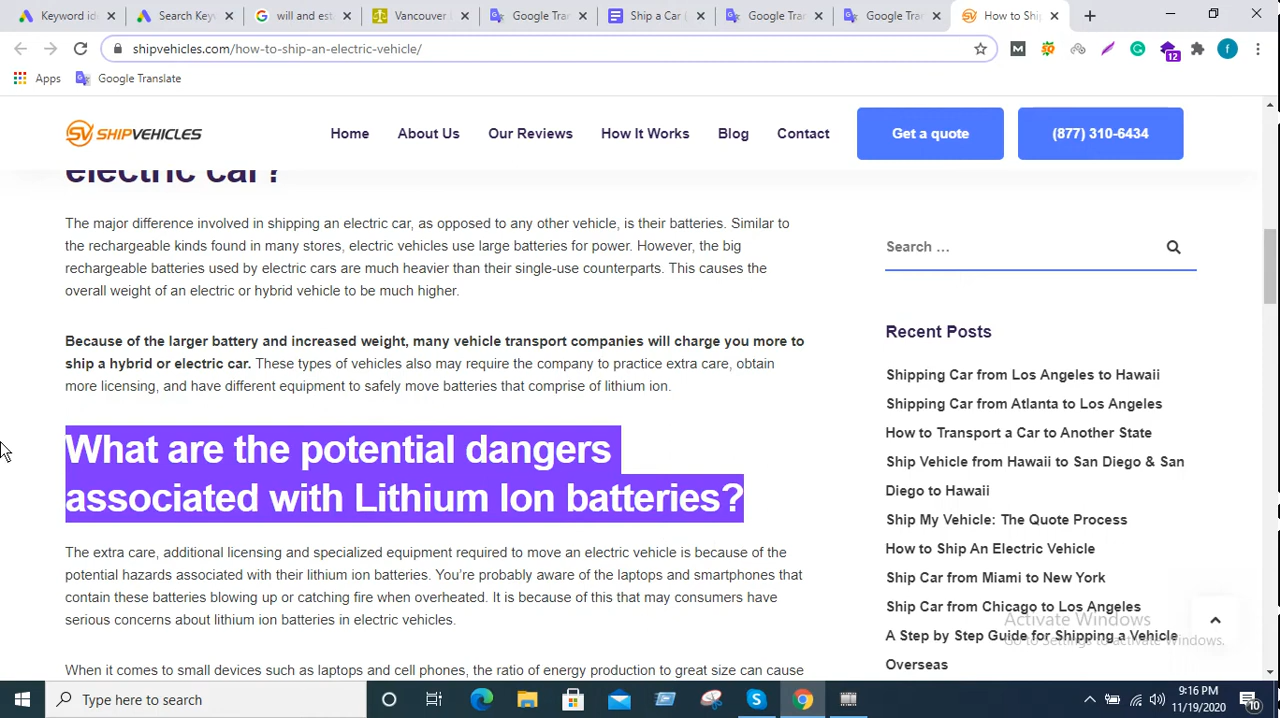 Keyword id
Search Key
will and est
Vancouver
Google Tra
Ship a Car
Google Tra
Google Tra
How to Shi
shipvehicles.com/how-to-ship-an-electric-vehicle/
12
f
Apps
Google Translate
SHIPVEHICLES
Home
About Us
Our Reviews
How It Works
Blog
Contact
Get a quote
(877) 310-6434
electric car?
The major difference involved in shipping an electric car, as opposed to any other vehicle, is their batteries. Similar to
the rechargeable kinds found in many stores, electric vehicles use large batteries for power. However, the big
rechargeable batteries used by electric cars are much heavier than their single-use counterparts. This causes the
overall weight of an electric or hybrid vehicle to be much higher.
Because of the larger battery and increased weight, many vehicle transport companies will charge you more to
ship a hybrid or electric car. These types of vehicles also may require the company to practice extra care, obtain
more licensing, and have different equipment to safely move batteries that comprise of lithium ion.
What are the potential dangers
associated with Lithium Ion batteries?
The extra care, additional licensing and specialized equipment required to move an electric vehicle is because of the
potential hazards associated with their lithium ion batteries. You’re probably aware of the laptops and smartphones that
contain these batteries blowing up or catching fire when overheated. It is because of this that may consumers have
serious concerns about lithium ion batteries in electric vehicles.
When it comes to small devices such as laptops and cell phones, the ratio of energy production to great size can cause
Search …
Recent Posts
Shipping Car from Los Angeles to Hawaii
Shipping Car from Atlanta to Los Angeles
How to Transport a Car to Another State
Ship Vehicle from Hawaii to San Diego & San
Diego to Hawaii
Ship My Vehicle: The Quote Process
How to Ship An Electric Vehicle
Ship Car from Miami to New York
Ship Car from Chicago to Los Angeles
A Step by Step Guide for Shipping a Vehicle
Overseas
Activate Windows
Go to Settings to activate Windows.
Type here to search
9:16 PM
11/19/2020
10